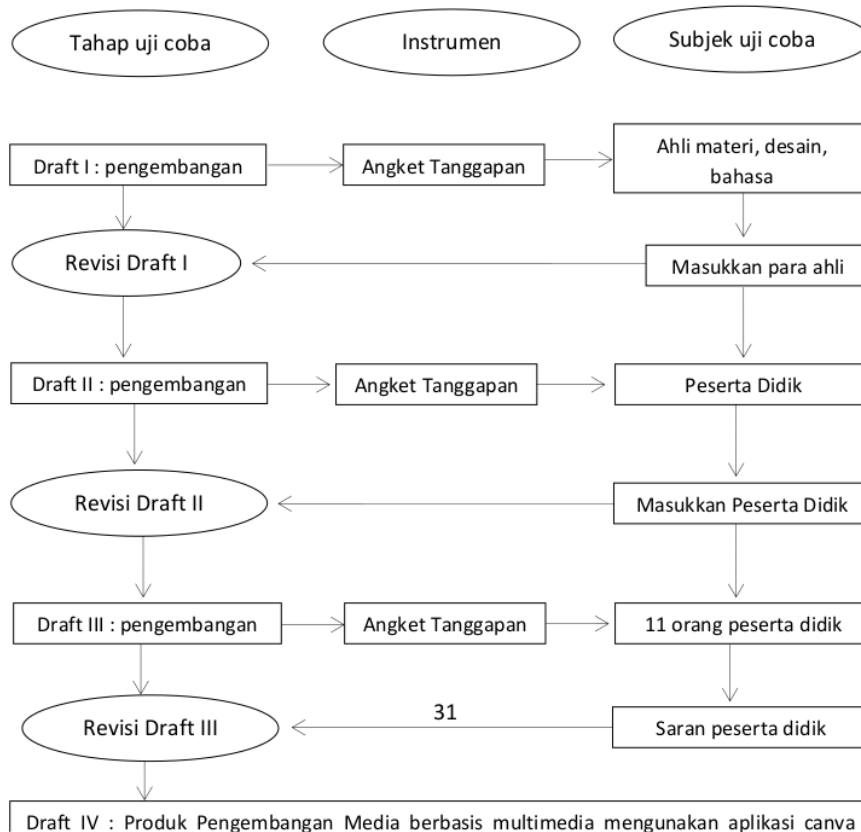 Tahap uji coba
Instrumen
Subjek uji coba
Draft I : pengembangan
Angket Tanggapan
Ahli materi, desain,
bahasa
Revisi Draft I
Masukkan para ahli
Draft II : pengembangan
Angket Tanggapan
Peserta Didik
Revisi Draft II
Masukkan Peserta Didik
Draft III : pengembangan
Angket Tanggapan
11 orang peserta didik
Revisi Draft III
31
Saran peserta didik
Draft IV : Produk Pengembangan Media berbasis multimedia mengunakan aplikasi canva